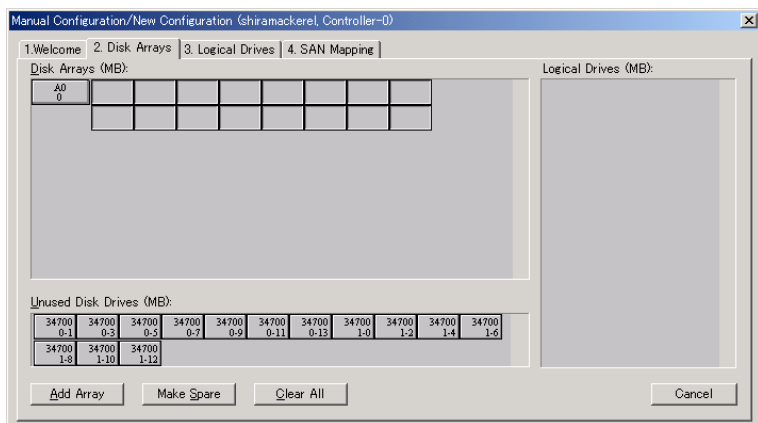 Manual Configuration/New Configuration (shiramackerel, Controller-0)
1.Welcome 2. Disk Arrays 3. Logical Drives 4. SAN Mapping
Disk Arrays (MB): Logical Drives (MB):
A0
0
Unused Disk Drives (MB):
34700 34700 34700 34700 34700 34700 34700 34700 34700 34700 34700
0-1 0-3 0-5 0-7 0-9 0-11 0-13 1-0 1-2 1-4 1-6
34700 34700 34700
1-8 1-10 1-12
Add Array Make Spare Clear All Cancel